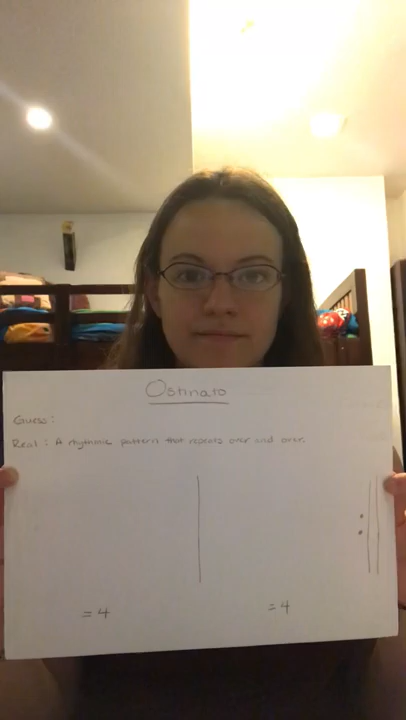 Ostinato
Guess:
Real: A rhythmic pattern that repeats over and over.
= 4 = 4